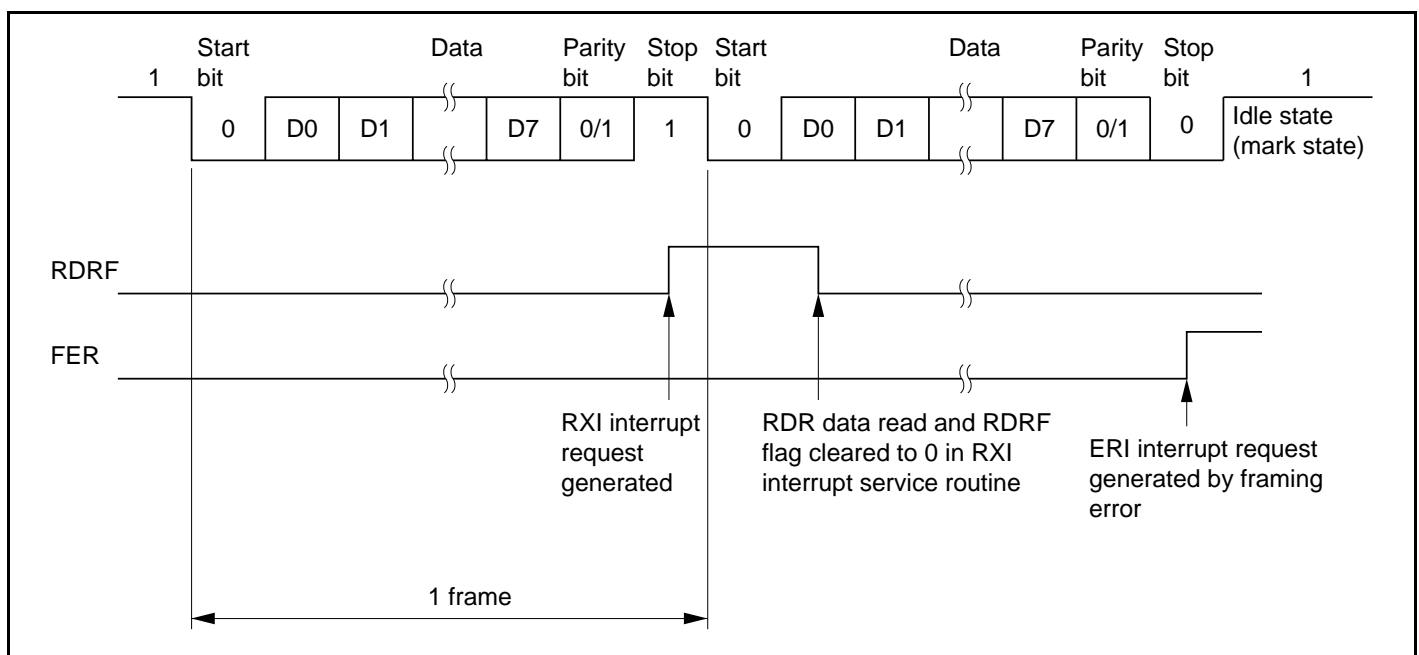 Start Data Parity Stop Start Data Parity Stop
1 bit bit bit bit bit bit 1
0 D0 D1 D7 0/1 1 0 D0 D1 D7 0/1 0 Idle state
(mark state)
RDRF
FER
RXI interrupt
request
generated
RDR data read and RDRF
flag cleared to 0 in RXI
interrupt service routine
ERI interrupt request
generated by framing
error
1 frame